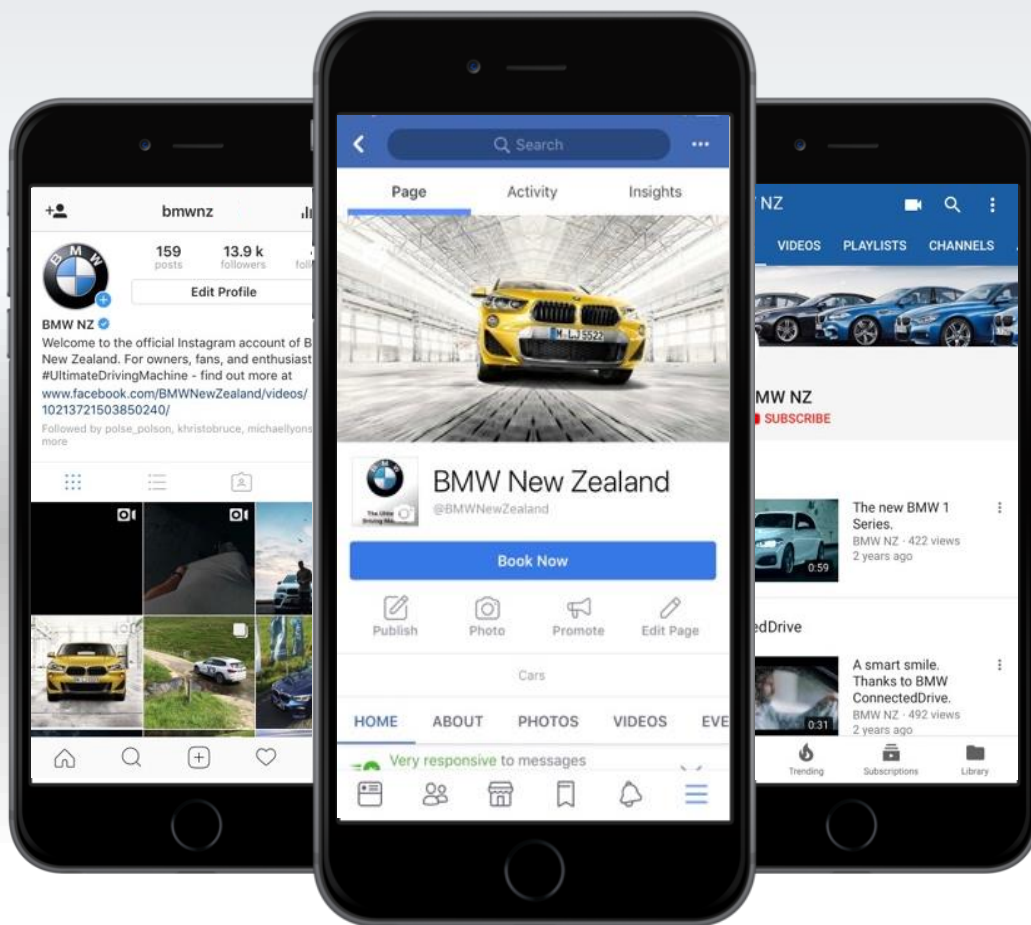 bmwnz
159
13.9 k
posts
followers
Edit Profile
BMW NZ
Welcome to the official Instagram account of
New Zealand. For owners, fans, and
#UltimateDrivingMachine - find out more at
www.facebook.com/BMWNewZealand/videos/
10213721503850240/
Followed by polse_polson, khristobruce, michaellyons
more
Search
Page
Activity
Insights
M·LJ 5522
BMW
BMW New Zealand
@BMWNewZealand
Book Now
Publish
Photo
Promote
Edit Page
Cars
HOME
ABOUT
PHOTOS
VIDEOS
Very responsive to messages
NZ
VIDEOS
PLAYLISTS
CHANNELS
MW NZ
SUBSCRIBE
The new BMW 1
Series.
BMW NZ · 422 views
2 years ago
0:59
edDrive
A smart smile.
Thanks to BMW
ConnectedDrive.
BMW NZ · 492 views
2 years ago
0:31
Trending
Subscriptions
Library